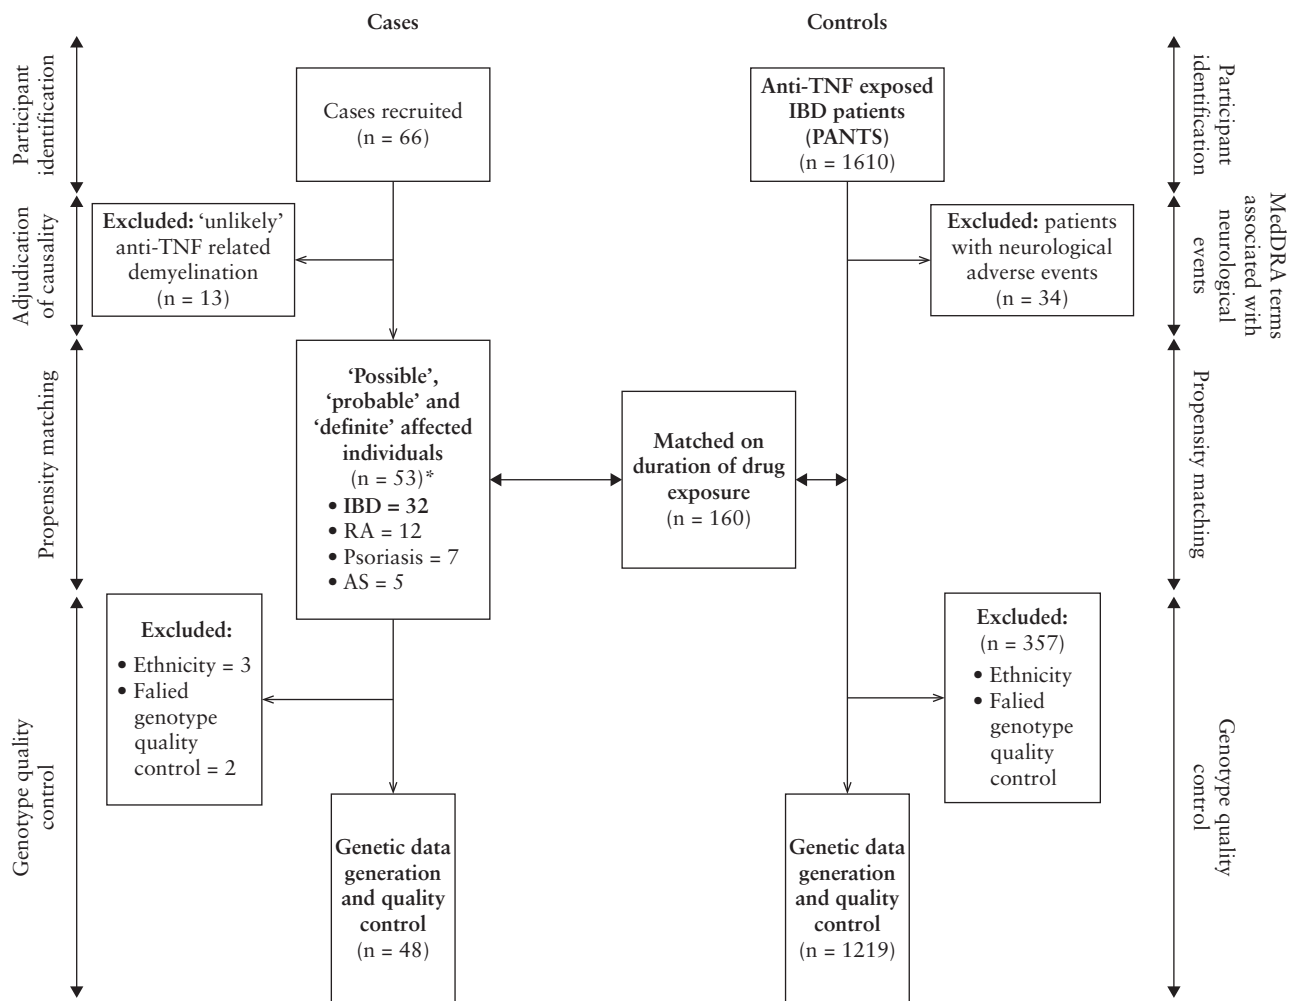 Cases
Controls
Participant
identification
Cases recruited
(n = 66)
Anti-TNF exposed
IBD patients
(PANTS)
(n = 1610)
Participant
identification
Adjudication
of causality
Excluded: ‘unlikely’
anti-TNF related
demyelination
(n = 13)
Excluded: patients
with neurological
adverse events
(n = 34)
MedDRA terms
associated with
neurological
events
Propensity matching
‘Possible’,
‘probable’ and
‘definite’ affected
individuals
(n = 53)*
• IBD = 32
• RA = 12
• Psoriasis = 7
• AS = 5
Matched on
duration of drug
exposure
(n = 160)
Propensity matching
Genotype quality
control
Excluded:
• Ethnicity = 3
• Falied
genotype
quality
control = 2
Excluded:
(n = 357)
• Ethnicity
• Falied
genotype
quality
control
Genotype quality
control
Genetic data
generation
and quality
control
(n = 48)
Genetic data
generation
and quality
control
(n = 1219)